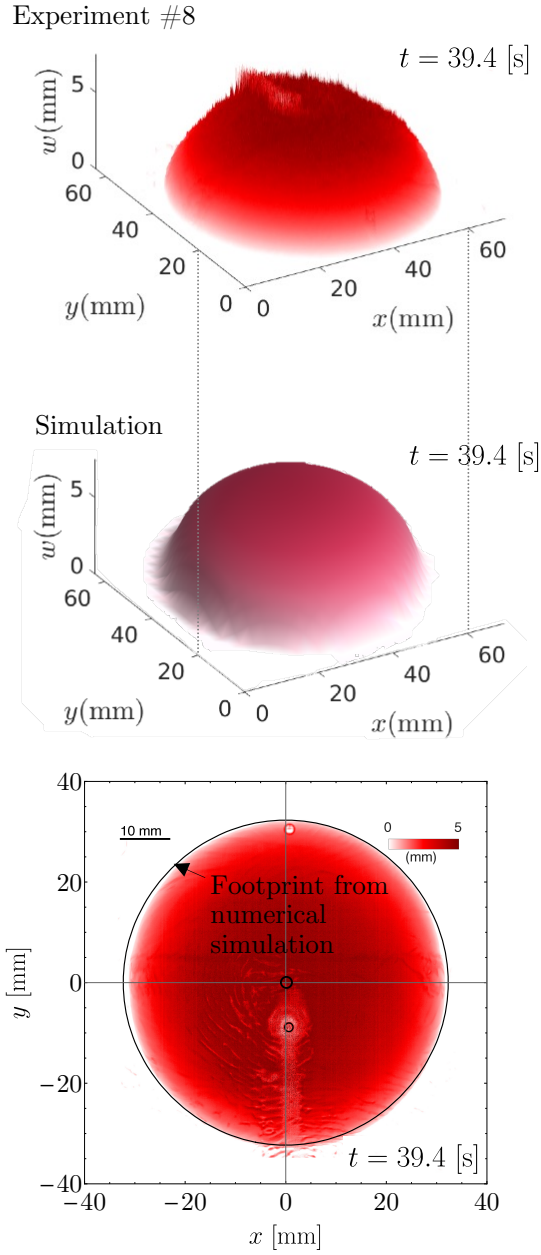 Experiment #8
t = 39.4 [s]
w(mm)
5
0
60
40
20
0
y(mm)
0
20
40
60
x(mm)
Simulation
t = 39.4 [s]
w(mm)
5
0
60
40
20
0
y(mm)
0
20
40
60
x(mm)
40
20
0
−20
−40
y [mm]
10 mm
0 5
(mm)
Footprint from
numerical
simulation
t = 39.4 [s]
−40 −20 0 20 40
x [mm]